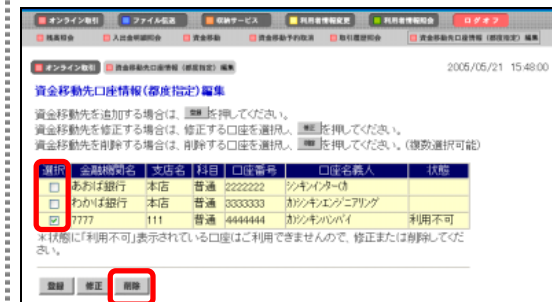 オンライン取引 ファイル伝送 収納サービス 利用者情報変更 利用者情報照会 ログオフ
残高照会 入出金明細照会 資金移動 資金移動予約取消 取引履歴照会 資金移動先口座情報（都度指定）編集
オンライン取引 資金移動先口座情報（都度指定）編集 2005/05/21 15:48:00
資金移動先口座情報（都度指定）編集
資金移動先を追加する場合は、登録を押してください。
資金移動先を修正する場合は、修正する口座を選択し、修正を押してください。
資金移動先を削除する場合は、削除する口座を選択し、削除を押してください。（複数選択可能）
選択 金融機関名 支店名 科目 口座番号 口座名義人 状態
あおば銀行 本店 普通 2222222 シンキインターﾅｶ
わかば銀行 本店 普通 3333333 カ)シンキエンジニアリング
7777 111 普通 4444444 カ)シンキハンバイ 利用不可
＊状態に「利用不可」表示されている口座はご利用できませんので、修正または削除してくだ
さい。
登録 修正 削除